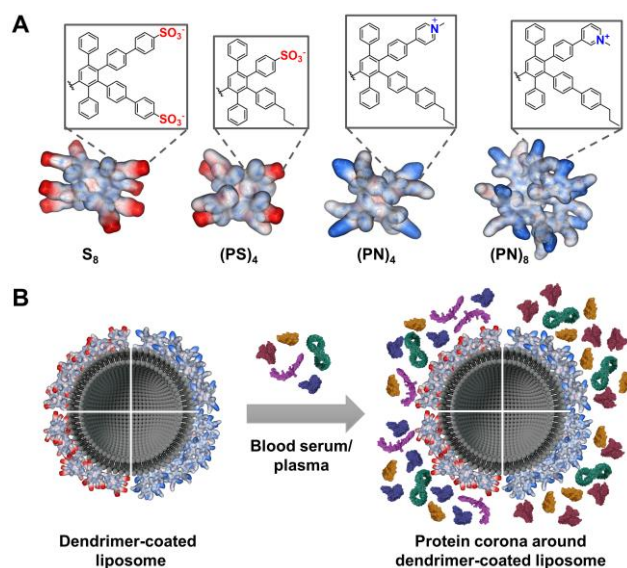 A
SO₃⁻
SO₃⁻
SO₃⁻
N⁺
N⁺
S₈
(PS)₄
(PN)₄
(PN)₈
B
Blood serum/
plasma
Dendrimer-coated
liposome
Protein corona around
dendrimer-coated liposome